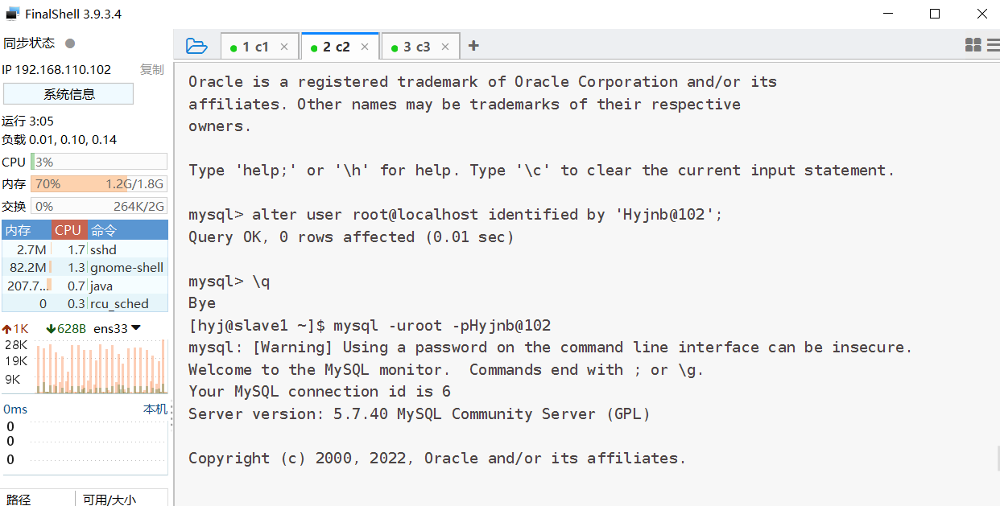 FinalShell 3.9.3.4
同步状态
IP 192.168.110.102 复制
系统信息
运行 3:05
负载 0.01, 0.10, 0.14
CPU 3%
内存 70% 1.2G/1.8G
交换 0% 264K/2G
内存 CPU 命令
2.7M 1.7 sshd
82.2M 1.3 gnome-shell
207.7... 0.7 java
0 0.3 rcu_sched
1K 628B ens33
28K
19K
9K
0ms 本机
0
0
0
路径 可用/大小
1 c1 2 c2 3 c3
Oracle is a registered trademark of Oracle Corporation and/or its
affiliates. Other names may be trademarks of their respective
owners.
Type 'help;' or '\h' for help. Type '\c' to clear the current input statement.
mysql> alter user root@localhost identified by 'Hyjnb@102';
Query OK, 0 rows affected (0.01 sec)
mysql> \q
Bye
[hyj@slave1 ~]$ mysql -uroot -pHyjnb@102
mysql: [Warning] Using a password on the command line interface can be insecure.
Welcome to the MySQL monitor.  Commands end with ; or \g.
Your MySQL connection id is 6
Server version: 5.7.40 MySQL Community Server (GPL)
Copyright (c) 2000, 2022, Oracle and/or its affiliates.